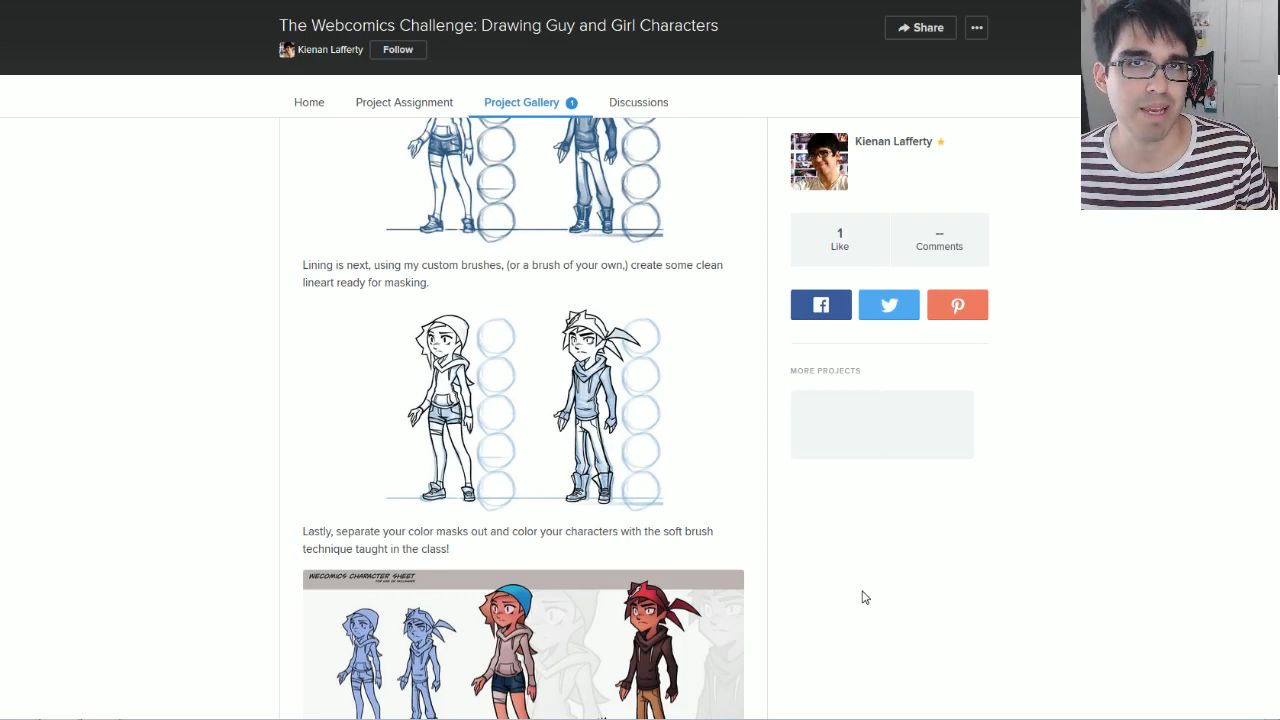 The Webcomics Challenge: Drawing Guy and Girl Characters
Kienan Lafferty
Follow
Share
Home
Project Assignment
Project Gallery 1
Discussions
Kienan Lafferty
1
Like
--
Comments
Lining is next, using my custom brushes, (or a brush of your own,) create some clean
lineart ready for masking.
MORE PROJECTS
Lastly, separate your color masks out and color your characters with the soft brush
technique taught in the class!
WECOMICS CHARACTER SHEET